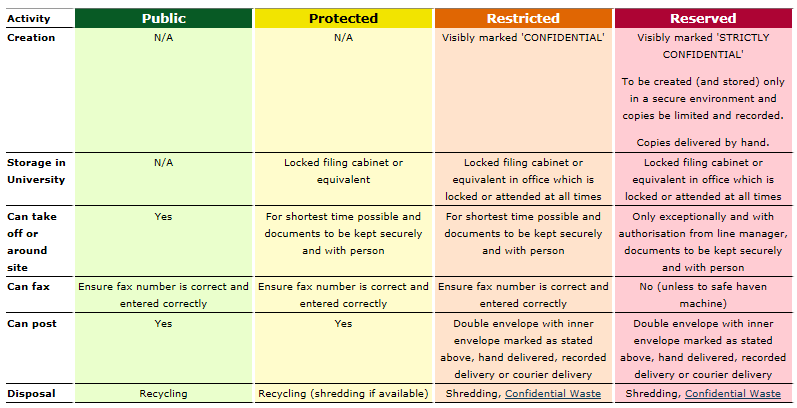 Activity Public Protected Restricted Reserved
Creation N/A N/A Visibly marked 'CONFIDENTIAL' Visibly marked 'STRICTLY
CONFIDENTIAL'
To be created (and stored) only
in a secure environment and
copies be limited and recorded.
Copies delivered by hand.
Storage in N/A Locked filing cabinet or Locked filing cabinet or Locked filing cabinet or
University equivalent equivalent in office which is equivalent in office which is
locked or attended at all times locked or attended at all times
Can take Yes For shortest time possible and For shortest time possible and Only exceptionally and with
off or documents to be kept securely documents to be kept securely authorisation from line manager,
around and with person and with person documents to be kept securely
site and with person
Can fax Ensure fax number is correct and Ensure fax number is correct and Ensure fax number is correct and No (unless to safe haven
entered correctly entered correctly entered correctly machine)
Can post Yes Yes Double envelope with inner Double envelope with inner
envelope marked as stated envelope marked as stated
above, hand delivered, recorded above, hand delivered, recorded
delivery or courier delivery delivery or courier delivery
Disposal Recycling Recycling (shredding if available) Shredding, Confidential Waste Shredding, Confidential Waste